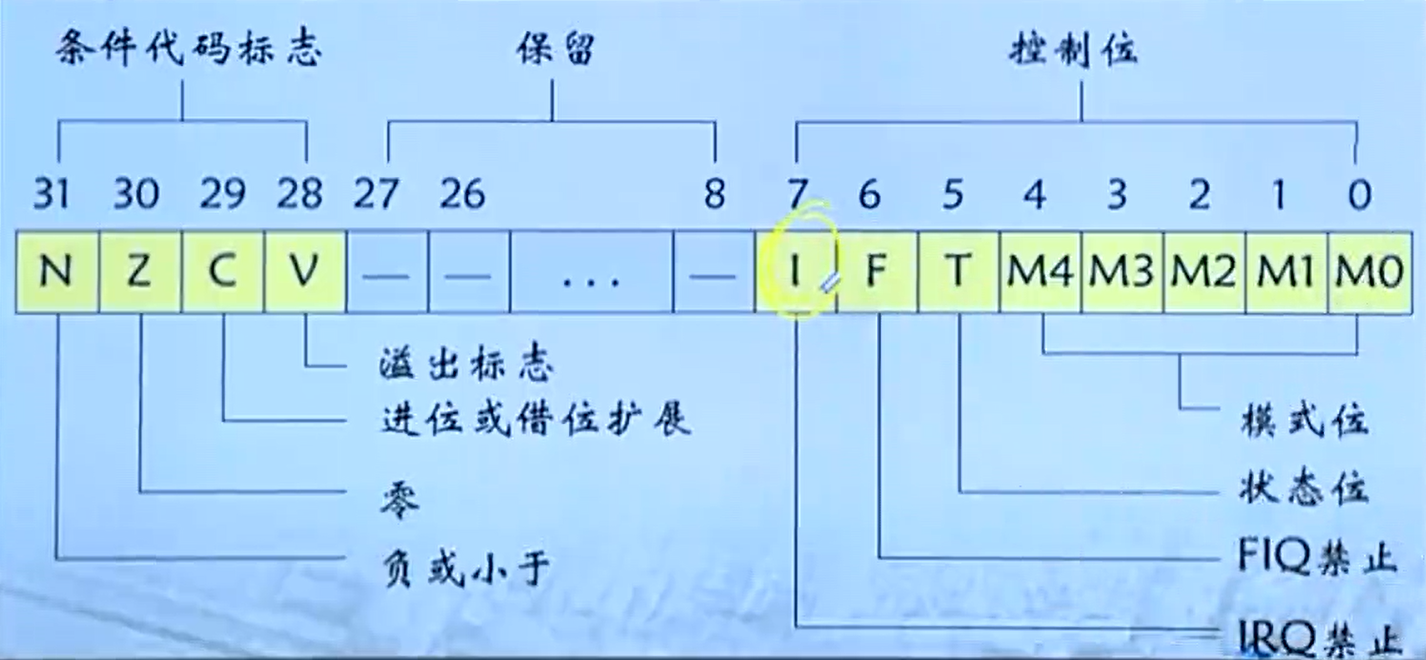 条件代码标志 保留 控制位
31 30 29 28 27 26 8 7 6 5 4 3 2 1 0
N Z C V — — ... — I F T M4 M3 M2 M1 M0
溢出标志
进位或借位扩展
模式位
零
状态位
负或小于
FIQ禁止
IRQ禁止